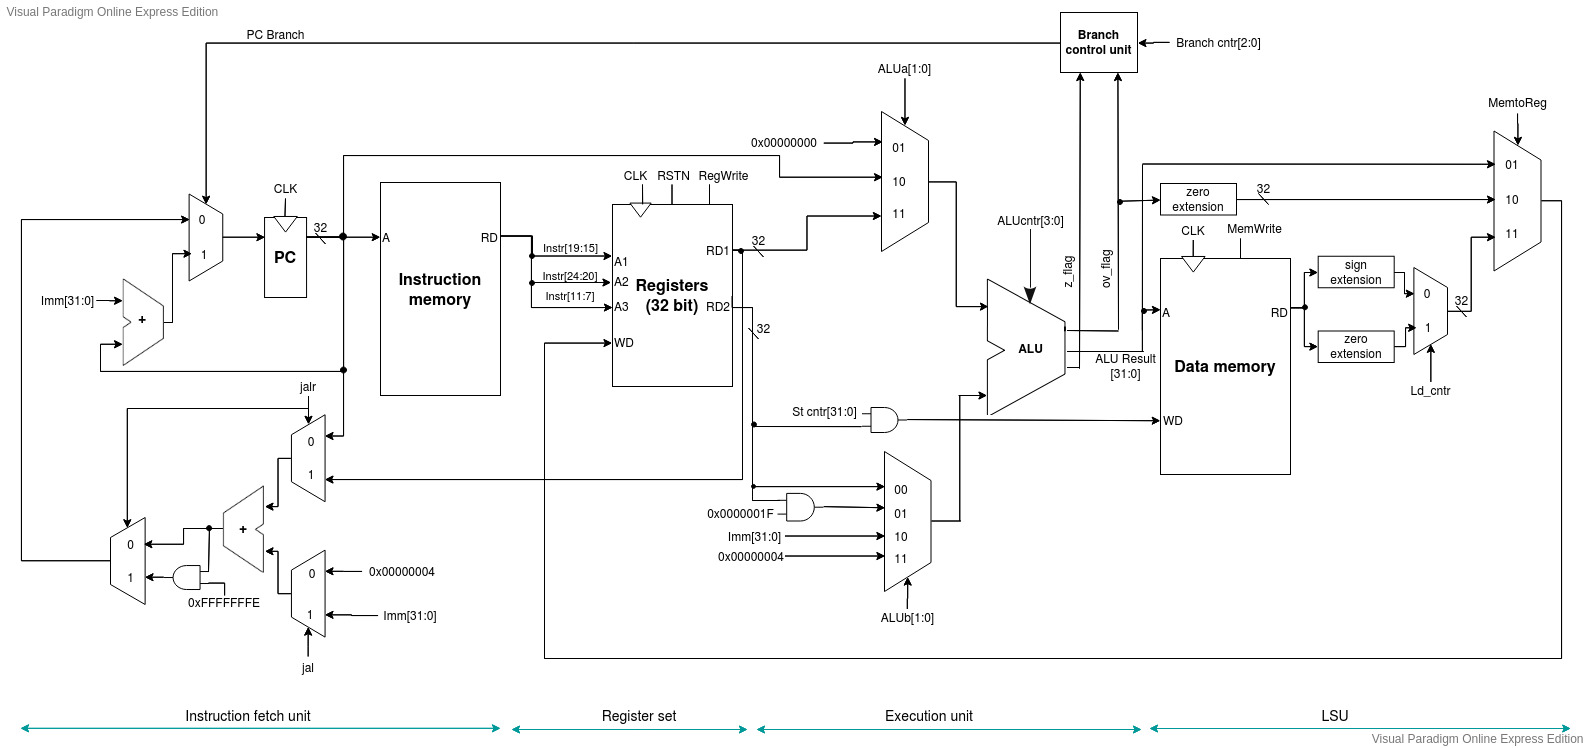 Visual Paradigm Online Express Edition
PC Branch
Branch
control unit
Branch cntr[2:0]
ALUa[1:0]
MemtoReg
0x00000000
01
10
11
CLK
PC
32
0
1
Imm[31:0]
+
A
RD
Instruction
memory
Instr[19:15]
Instr[24:20]
Instr[11:7]
CLK
RSTN
RegWrite
A1
A2
A3
WD
RD1
RD2
Registers
(32 bit)
32
32
ALUcntr[3:0]
z_flag
ov_flag
ALU
ALU Result
[31:0]
zero
extension
32
01
10
11
CLK
MemWrite
A
RD
Data memory
WD
sign
extension
zero
extension
0
1
32
Ld_cntr
jalr
0
1
St cntr[31:0]
+
0
1
0xFFFFFFFE
0
1
0x00000004
Imm[31:0]
jal
0x0000001F
Imm[31:0]
0x00000004
00
01
10
11
ALUb[1:0]
Instruction fetch unit
Register set
Execution unit
LSU
Visual Paradigm Online Express Edition